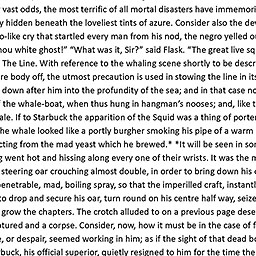 vast odds, the most terrific of all mortal disasters have immemori
y hidden beneath the loveliest tints of azure. Consider also the dev
o-like cry that startled every man from his nod, the negro yelled ou
hou white ghost!” “What was it, Sir?” said Flask. “The great live sq
The Line. With reference to the whaling scene shortly to be descr
re body off, the utmost precaution is used in stowing the line in its
down after him into the profundity of the sea; and in that case no
f the whale-boat, when thus hung in hangman’s nooses; and, like t
ale. If to Starbuck the apparition of the Squid was a thing of porter
he whale looked like a portly burgher smoking his pipe of a warm
cting from the mad yeast which he brewed.* *It will be seen in sor
g went hot and hissing along every one of their wrists. It was the m
steering oar crouching almost double, in order to bring down his c
penetrable, mad, boiling spray, so that the imperilled craft, instantl
to drop and secure his oar, turn round on his centre half way, seize
grow the chapters. The crotch alluded to on a previous page dese
ptured and a corpse. Consider, now, how it must be in the case of f
e, or despair, seemed working in him; as if the sight of that dead bo
buck, his official superior, quietly resigned to him for the time the